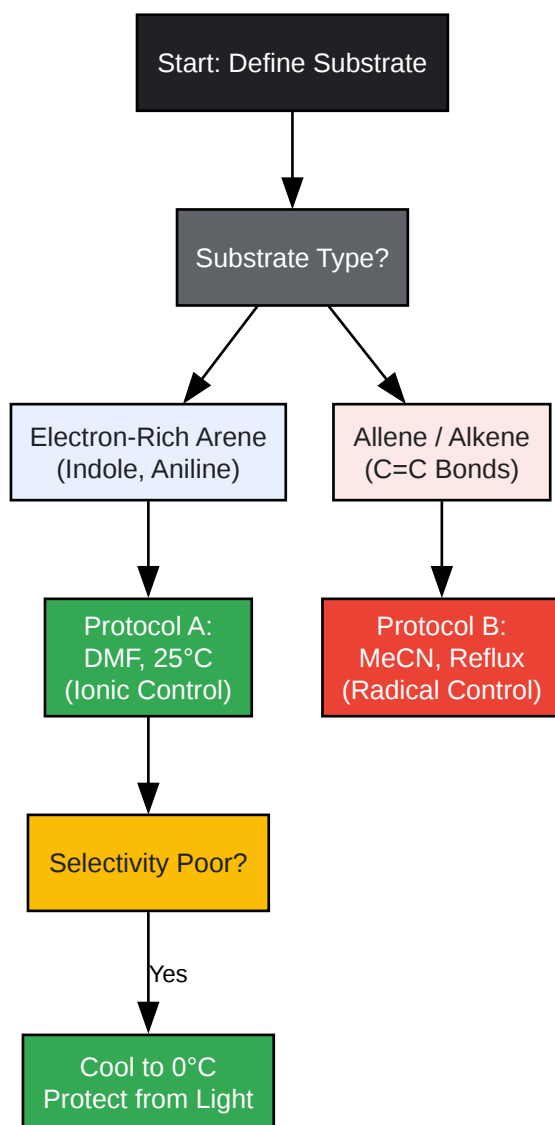 Start: Define Substrate
Substrate Type?
Electron-Rich Arene
(Indole, Aniline)
Allene / Alkene
(C=C Bonds)
Protocol A:
DMF, 25°C
(Ionic Control)
Protocol B:
MeCN, Reflux
(Radical Control)
Selectivity Poor?
Yes
Cool to 0°C
Protect from Light